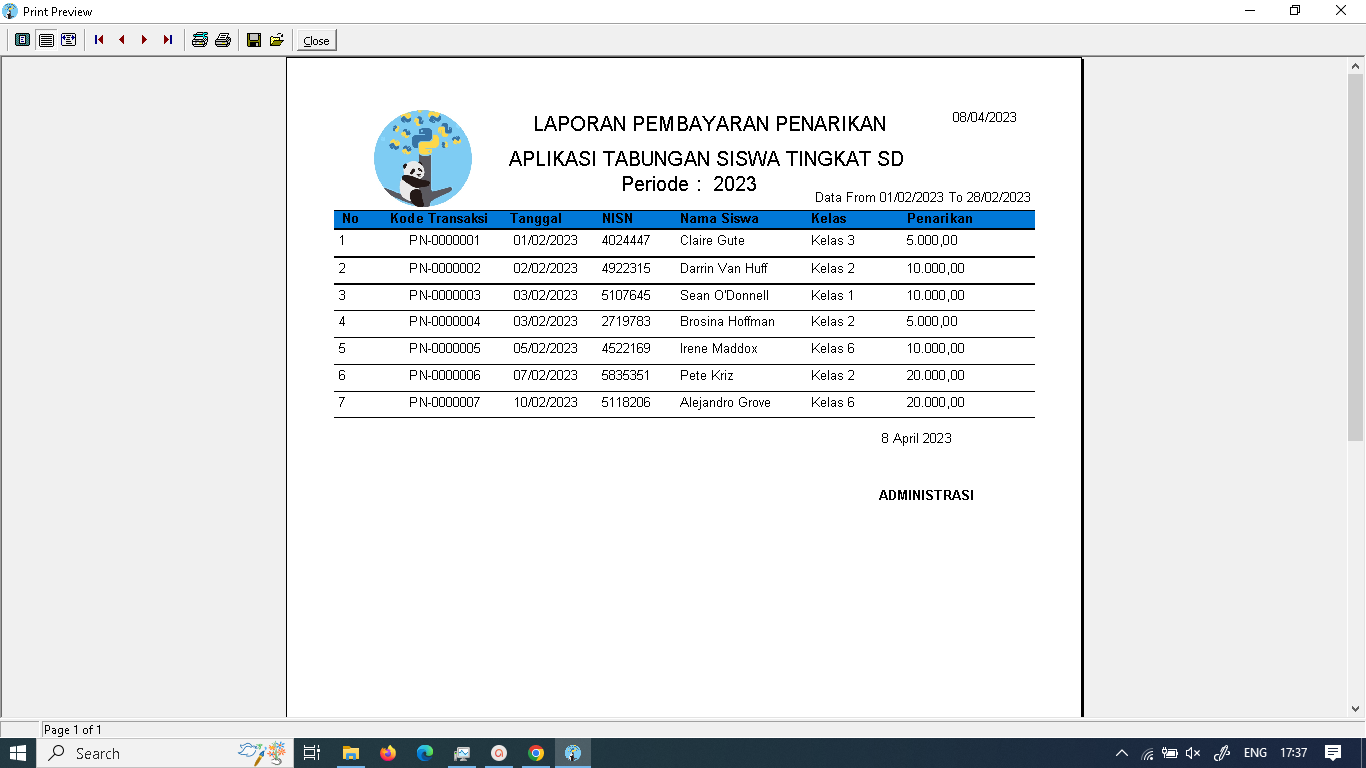 Print Preview
Close
08/04/2023
LAPORAN PEMBAYARAN PENARIKAN
APLIKASI TABUNGAN SISWA TINGKAT SD
Periode : 2023
Data From 01/02/2023 To 28/02/2023
No Kode Transaksi Tanggal NISN Nama Siswa Kelas Penarikan
1 PN-0000001 01/02/2023 4024447 Claire Gute Kelas 3 5.000,00
2 PN-0000002 02/02/2023 4922315 Darrin Van Huff Kelas 2 10.000,00
3 PN-0000003 03/02/2023 5107645 Sean O'Donnell Kelas 1 10.000,00
4 PN-0000004 03/02/2023 2719783 Brosina Hoffman Kelas 2 5.000,00
5 PN-0000005 05/02/2023 4522169 Irene Maddox Kelas 6 10.000,00
6 PN-0000006 07/02/2023 5835351 Pete Kriz Kelas 2 20.000,00
7 PN-0000007 10/02/2023 5118206 Alejandro Grove Kelas 6 20.000,00
8 April 2023
ADMINISTRASI
Page 1 of 1
Search
ENG 17:37